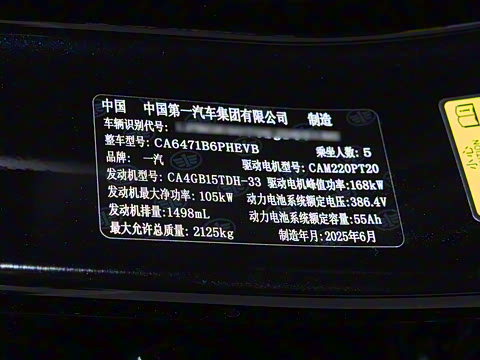 中国 中国第一汽车集团有限公司 制造
车辆识别代号:
整车型号: CA6471B6PHEVB 乘坐人数: 5
品牌: 一汽 驱动电机型号: CAM220PT20
发动机型号: CA4GB15TDH-33 驱动电机峰值功率: 168kW
发动机最大净功率: 105kW 动力电池系统额定电压: 386.4V
发动机排量: 1498mL 动力电池系统额定容量: 55Ah
最大允许总质量: 2125kg 制造年月: 2025年6月
小心